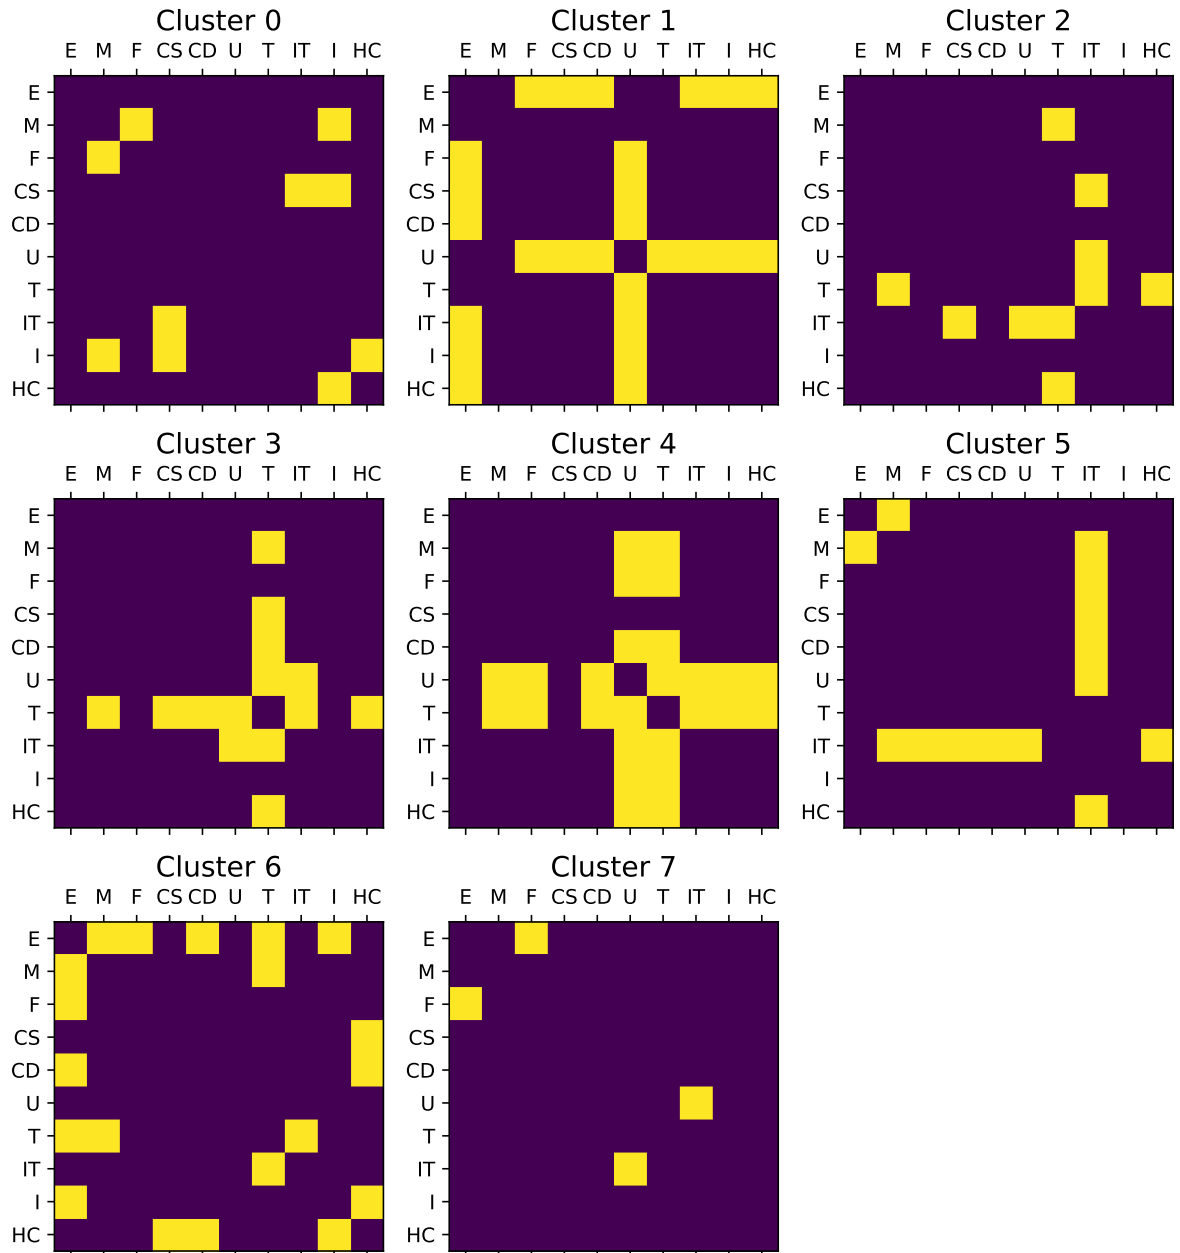 Cluster 0
E M F CS CD U T IT I HC
E
M
F
CS
CD
U
T
IT
I
HC
Cluster 1
E M F CS CD U T IT I HC
E
M
F
CS
CD
U
T
IT
I
HC
Cluster 2
E M F CS CD U T IT I HC
E
M
F
CS
CD
U
T
IT
I
HC
Cluster 3
E M F CS CD U T IT I HC
E
M
F
CS
CD
U
T
IT
I
HC
Cluster 4
E M F CS CD U T IT I HC
E
M
F
CS
CD
U
T
IT
I
HC
Cluster 5
E M F CS CD U T IT I HC
E
M
F
CS
CD
U
T
IT
I
HC
Cluster 6
E M F CS CD U T IT I HC
E
M
F
CS
CD
U
T
IT
I
HC
Cluster 7
E M F CS CD U T IT I HC
E
M
F
CS
CD
U
T
IT
I
HC